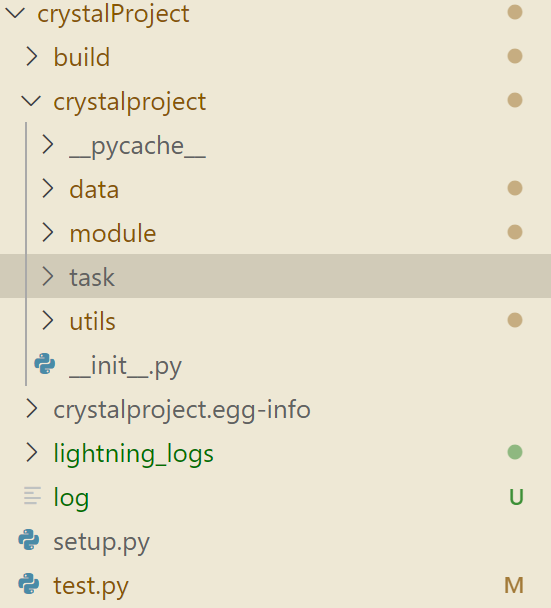 crystalProject
build
crystalproject
__pycache__
data
module
task
utils
__init__.py
crystalproject.egg-info
lightning_logs
log U
setup.py
test.py M